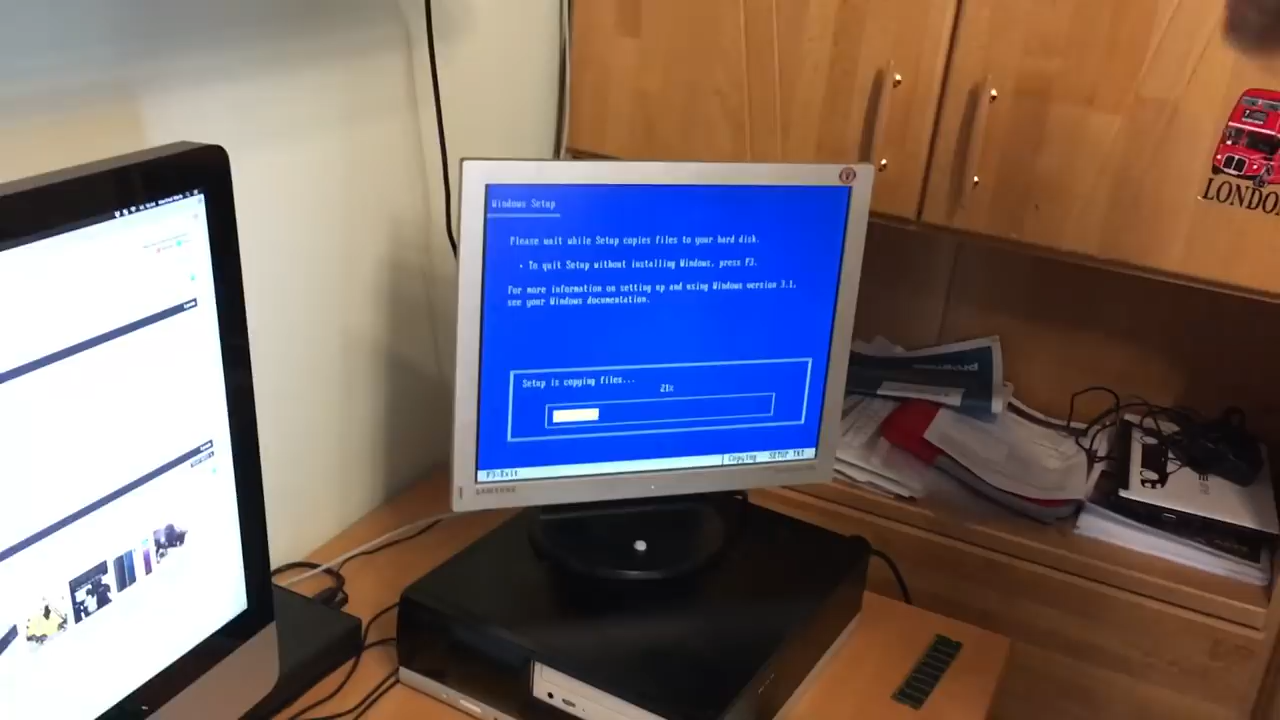 Windows Setup
Please wait while Setup copies files to your hard disk.
• To quit Setup without installing Windows, press F3.
For more information on setting up and using Windows version 3.1,
see your Windows documentation.
Setup is copying files...
21%
F3=Exit
Copying SETUP.TXT
SAMSUNG
LONDON